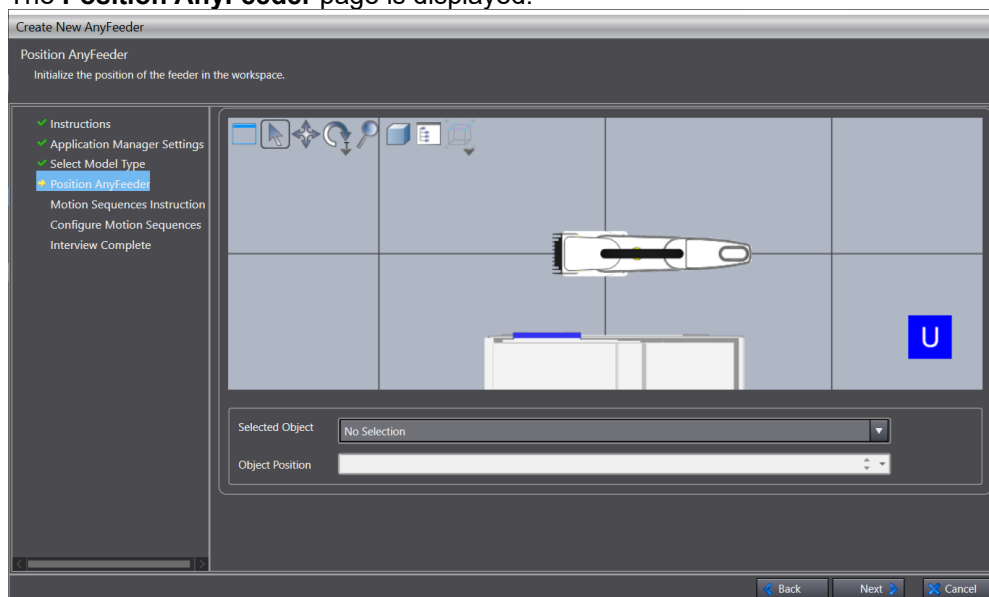 The Position AnyFeeder page is displayed.
Create New AnyFeeder
Position AnyFeeder
Initialize the position of the feeder in the workspace.
Instructions
Application Manager Settings
Select Model Type
Position AnyFeeder
Motion Sequences Instruction
Configure Motion Sequences
Interview Complete
U
Selected Object
No Selection
Object Position
Back
Next
Cancel